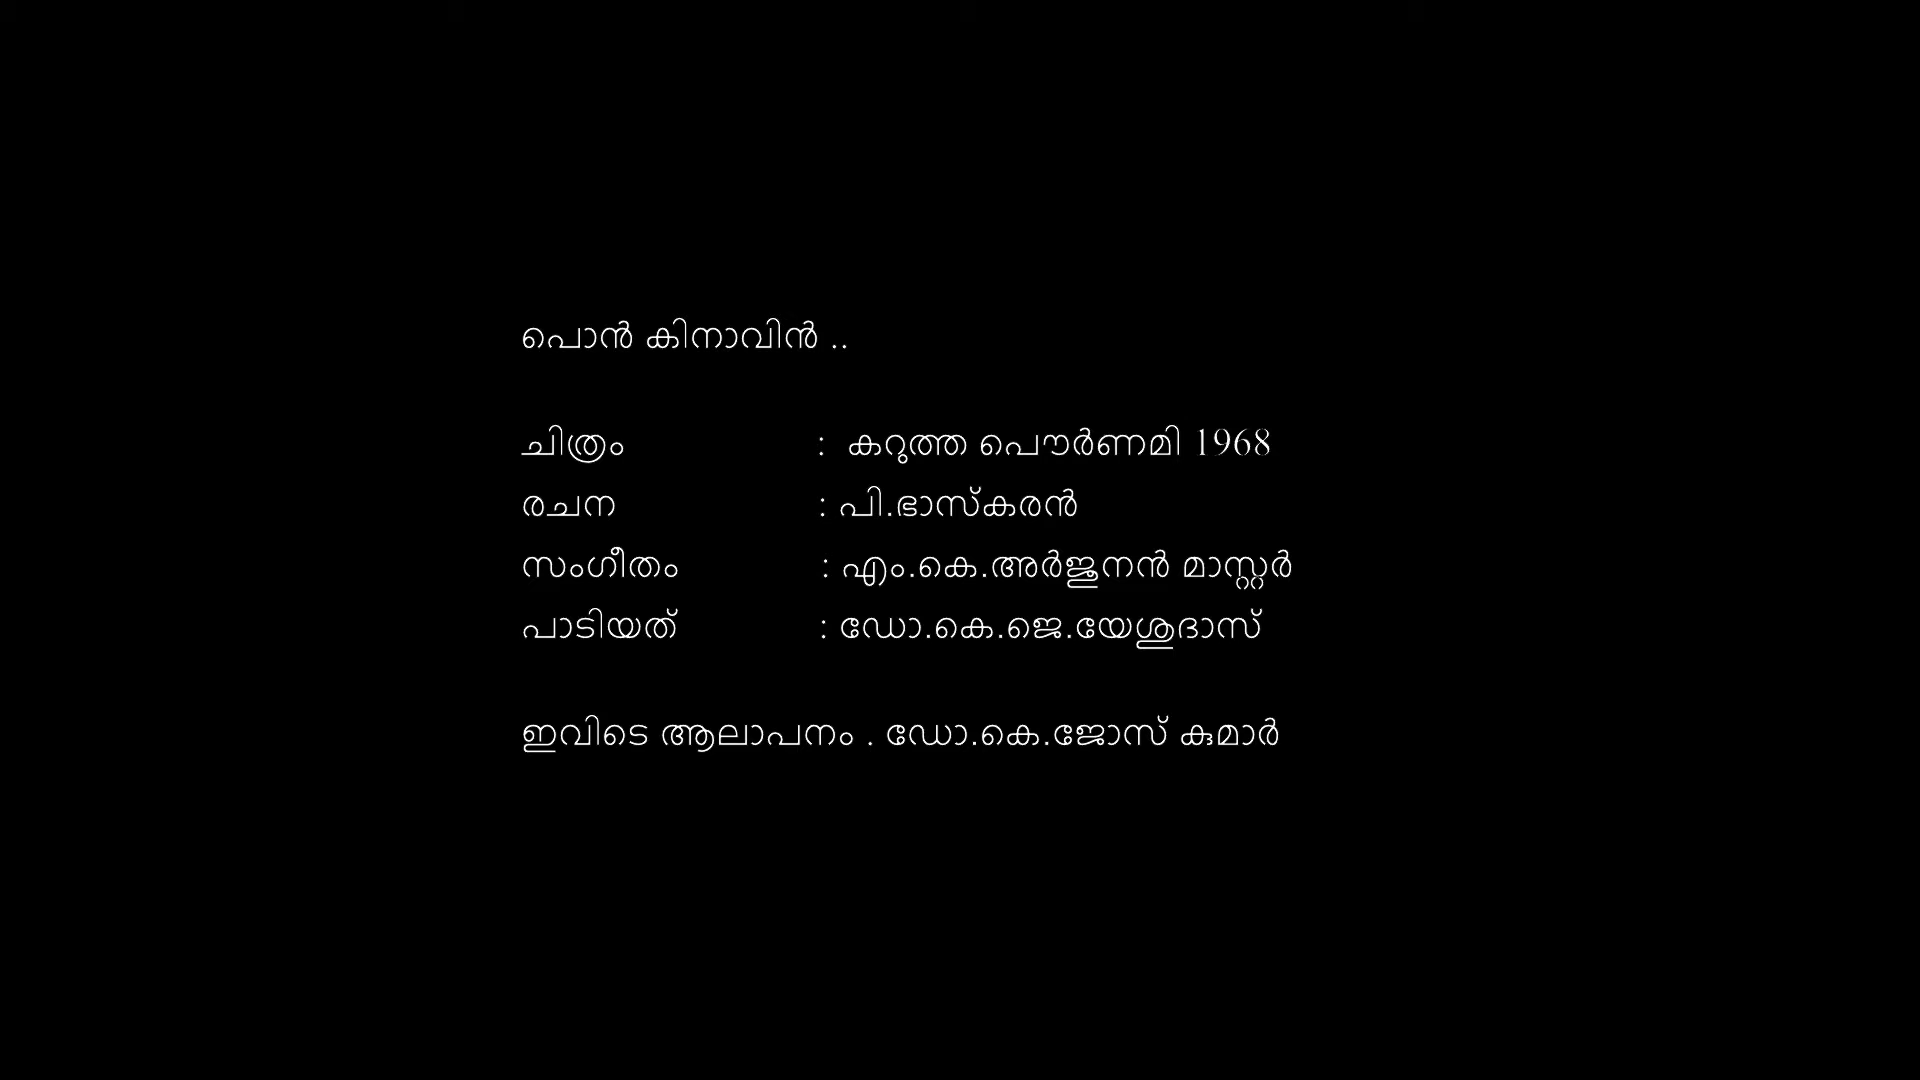 പൊൻ കിനാവിൻ ..
ചിത്രം : കറുത്ത പൌർണമി 1968
രചന : പി.ഭാസ്കരൻ
സംഗീതം : എം.കെ.അർജുനൻ മാസ്റ്റർ
പാടിയത് : ഡോ.കെ.ജെ.യേശുദാസ്
ഇവിടെ ആലാപനം . ഡോ.കെ.ജോസ് കുമാർ